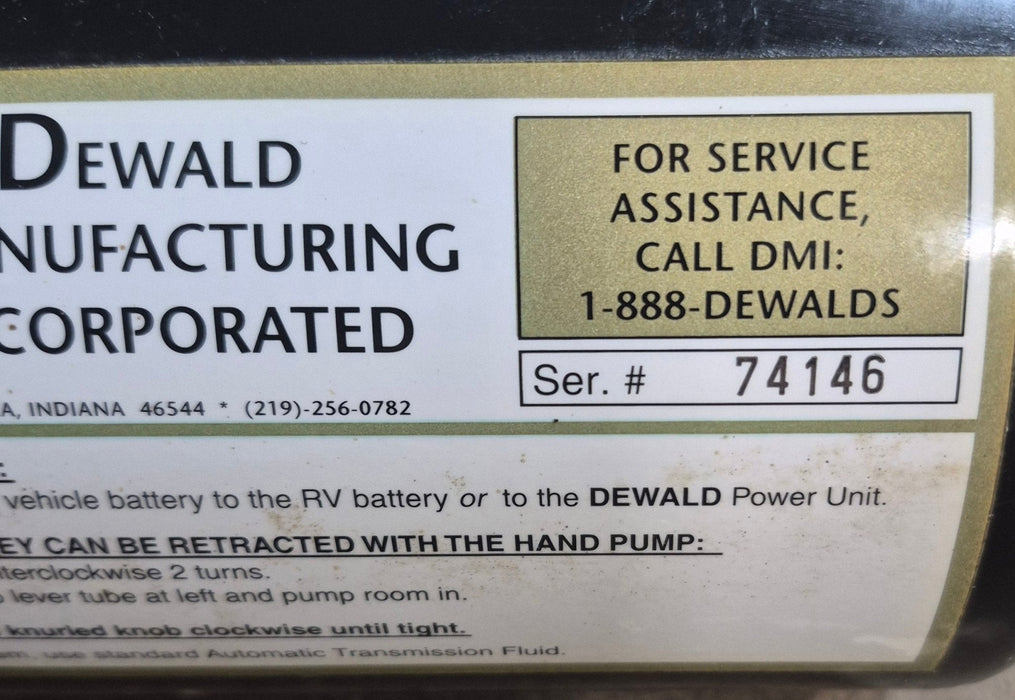 DEWALD
NUFACTURING
CORPORATED
A, INDIANA 46544 * (219)-256-0782
FOR SERVICE
ASSISTANCE,
CALL DMI:
1-888-DEWALDS
Ser. # 74146
:
vehicle battery to the RV battery or to the DEWALD Power Unit.
EY CAN BE RETRACTED WITH THE HAND PUMP:
nterclockwise 2 turns.
lever tube at left and pump room in.
knurled knob clockwise until tight.
use standard Automatic Transmission Fluid.